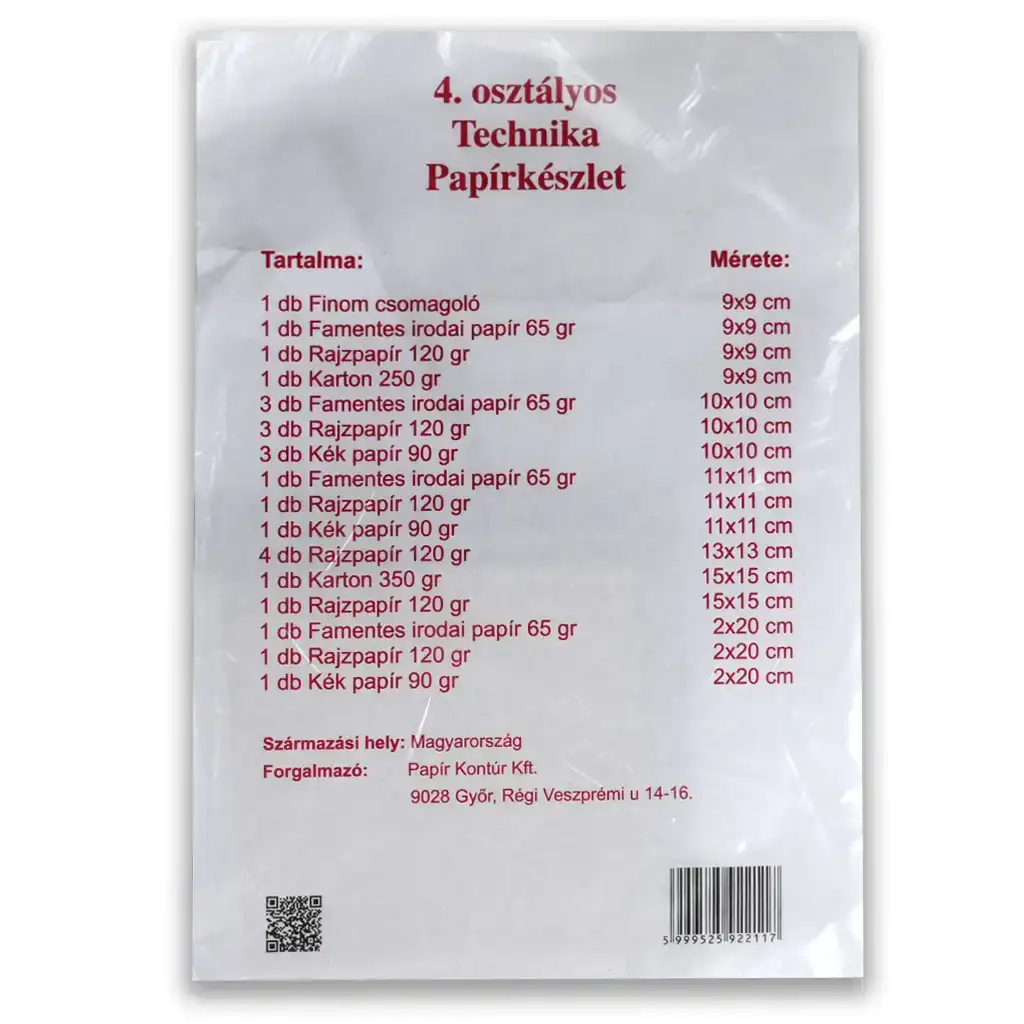 4. osztályos
Technika
Papírkészlet
Tartalma: Mérete:
1 db Finom csomagoló 9x9 cm
1 db Famentes irodai papír 65 gr 9x9 cm
1 db Rajzpapír 120 gr 9x9 cm
1 db Karton 250 gr 9x9 cm
3 db Famentes irodai papír 65 gr 10x10 cm
3 db Rajzpapír 120 gr 10x10 cm
3 db Kék papír 90 gr 10x10 cm
1 db Famentes irodai papír 65 gr 11x11 cm
1 db Rajzpapír 120 gr 11x11 cm
1 db Kék papír 90 gr 11x11 cm
4 db Rajzpapír 120 gr 13x13 cm
1 db Karton 350 gr 15x15 cm
1 db Rajzpapír 120 gr 15x15 cm
1 db Famentes irodai papír 65 gr 2x20 cm
1 db Rajzpapír 120 gr 2x20 cm
1 db Kék papír 90 gr 2x20 cm
Származási hely: Magyarország
Forgalmazó: Papír Kontúr Kft.
9028 Győr, Régi Veszprémi u 14-16.
5 999525 922117